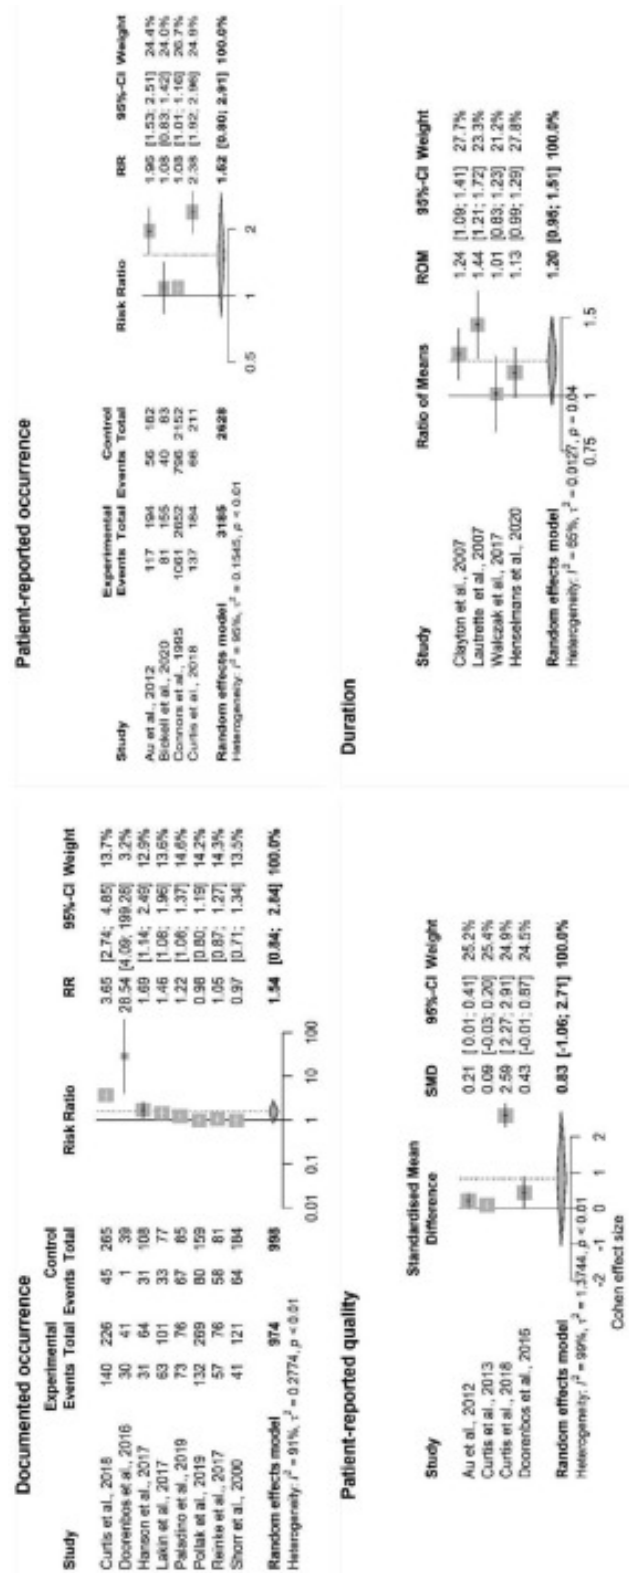 Documented occurrence
Experimental Control
Study Events Total Events Total Risk Ratio RR 95%-CI Weight
Curtis et al., 2018 140 226 45 265 3.65 [2.74; 4.85] 13.7%
Doorenbos et al., 2016 30 41 1 39 28.54 [4.09; 199.28] 3.2%
Hanson et al., 2017 31 64 31 108 1.69 [1.14; 2.49] 12.9%
Lakin et al., 2017 63 101 33 77 1.46 [1.08; 1.96] 13.6%
Paladino et al., 2019 73 76 67 85 1.22 [1.08; 1.37] 14.6%
Pollak et al., 2019 132 269 80 159 0.98 [0.80; 1.19] 14.2%
Reinke et al., 2017 57 76 58 81 1.05 [0.87; 1.27] 14.3%
Shorr et al., 2000 41 121 64 184 0.97 [0.71; 1.34] 13.5%
Random effects model 974 998 1.54 [0.84; 2.84] 100.0%
Heterogeneity: I² = 91%, τ² = 0.2774, p < 0.01
0.01 0.1 1 10 100
Patient-reported occurrence
Experimental Control
Study Events Total Events Total Risk Ratio RR 95%-CI Weight
Au et al., 2012 117 194 56 182 1.96 [1.53; 2.51] 24.4%
Bickell et al., 2020 81 155 40 83 1.08 [0.83; 1.42] 24.0%
Connors et al., 1995 1061 2652 796 2152 1.08 [1.01; 1.16] 26.7%
Curtis et al., 2018 137 184 66 211 2.38 [1.92; 2.96] 24.9%
Random effects model 3185 2628 1.52 [0.80; 2.91] 100.0%
Heterogeneity: I² = 95%, τ² = 0.1545, p < 0.01
0.5 1 2
Patient-reported quality
Standardised Mean
Study Difference SMD 95%-CI Weight
Au et al., 2012 0.21 [ 0.01; 0.41] 25.2%
Curtis et al., 2013 0.09 [-0.03; 0.20] 25.4%
Curtis et al., 2018 2.59 [ 2.27; 2.91] 24.9%
Doorenbos et al., 2016 0.43 [-0.01; 0.87] 24.5%
Random effects model 0.83 [-1.06; 2.71] 100.0%
Heterogeneity: I² = 99%, τ² = 1.3744, p < 0.01
-2 -1 0 1 2
Cohen effect size
Duration
Study Ratio of Means ROM 95%-CI Weight
Clayton et al., 2007 1.24 [1.09; 1.41] 27.7%
Lautrette et al., 2007 1.44 [1.21; 1.72] 23.3%
Walczak et al., 2017 1.01 [0.83; 1.23] 21.2%
Henselmans et al., 2020 1.13 [0.99; 1.29] 27.8%
Random effects model 1.20 [0.95; 1.51] 100.0%
Heterogeneity: I² = 65%, τ² = 0.0127, p = 0.04
0.75 1 1.5